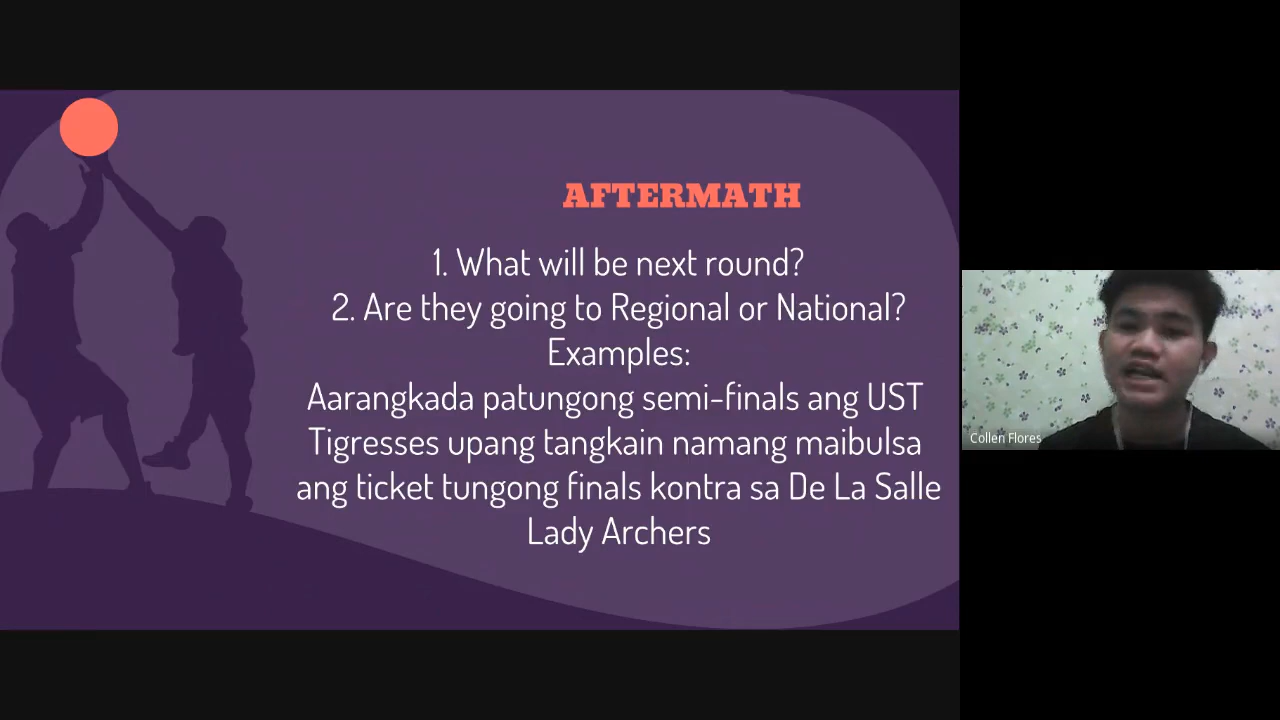 AFTERMATH
1. What will be next round?
2. Are they going to Regional or National?
Examples:
Aarangkada patungong semi-finals ang UST
Tigresses upang tangkain namang maibulsa
ang ticket tungong finals kontra sa De La Salle
Lady Archers
Collen Flores